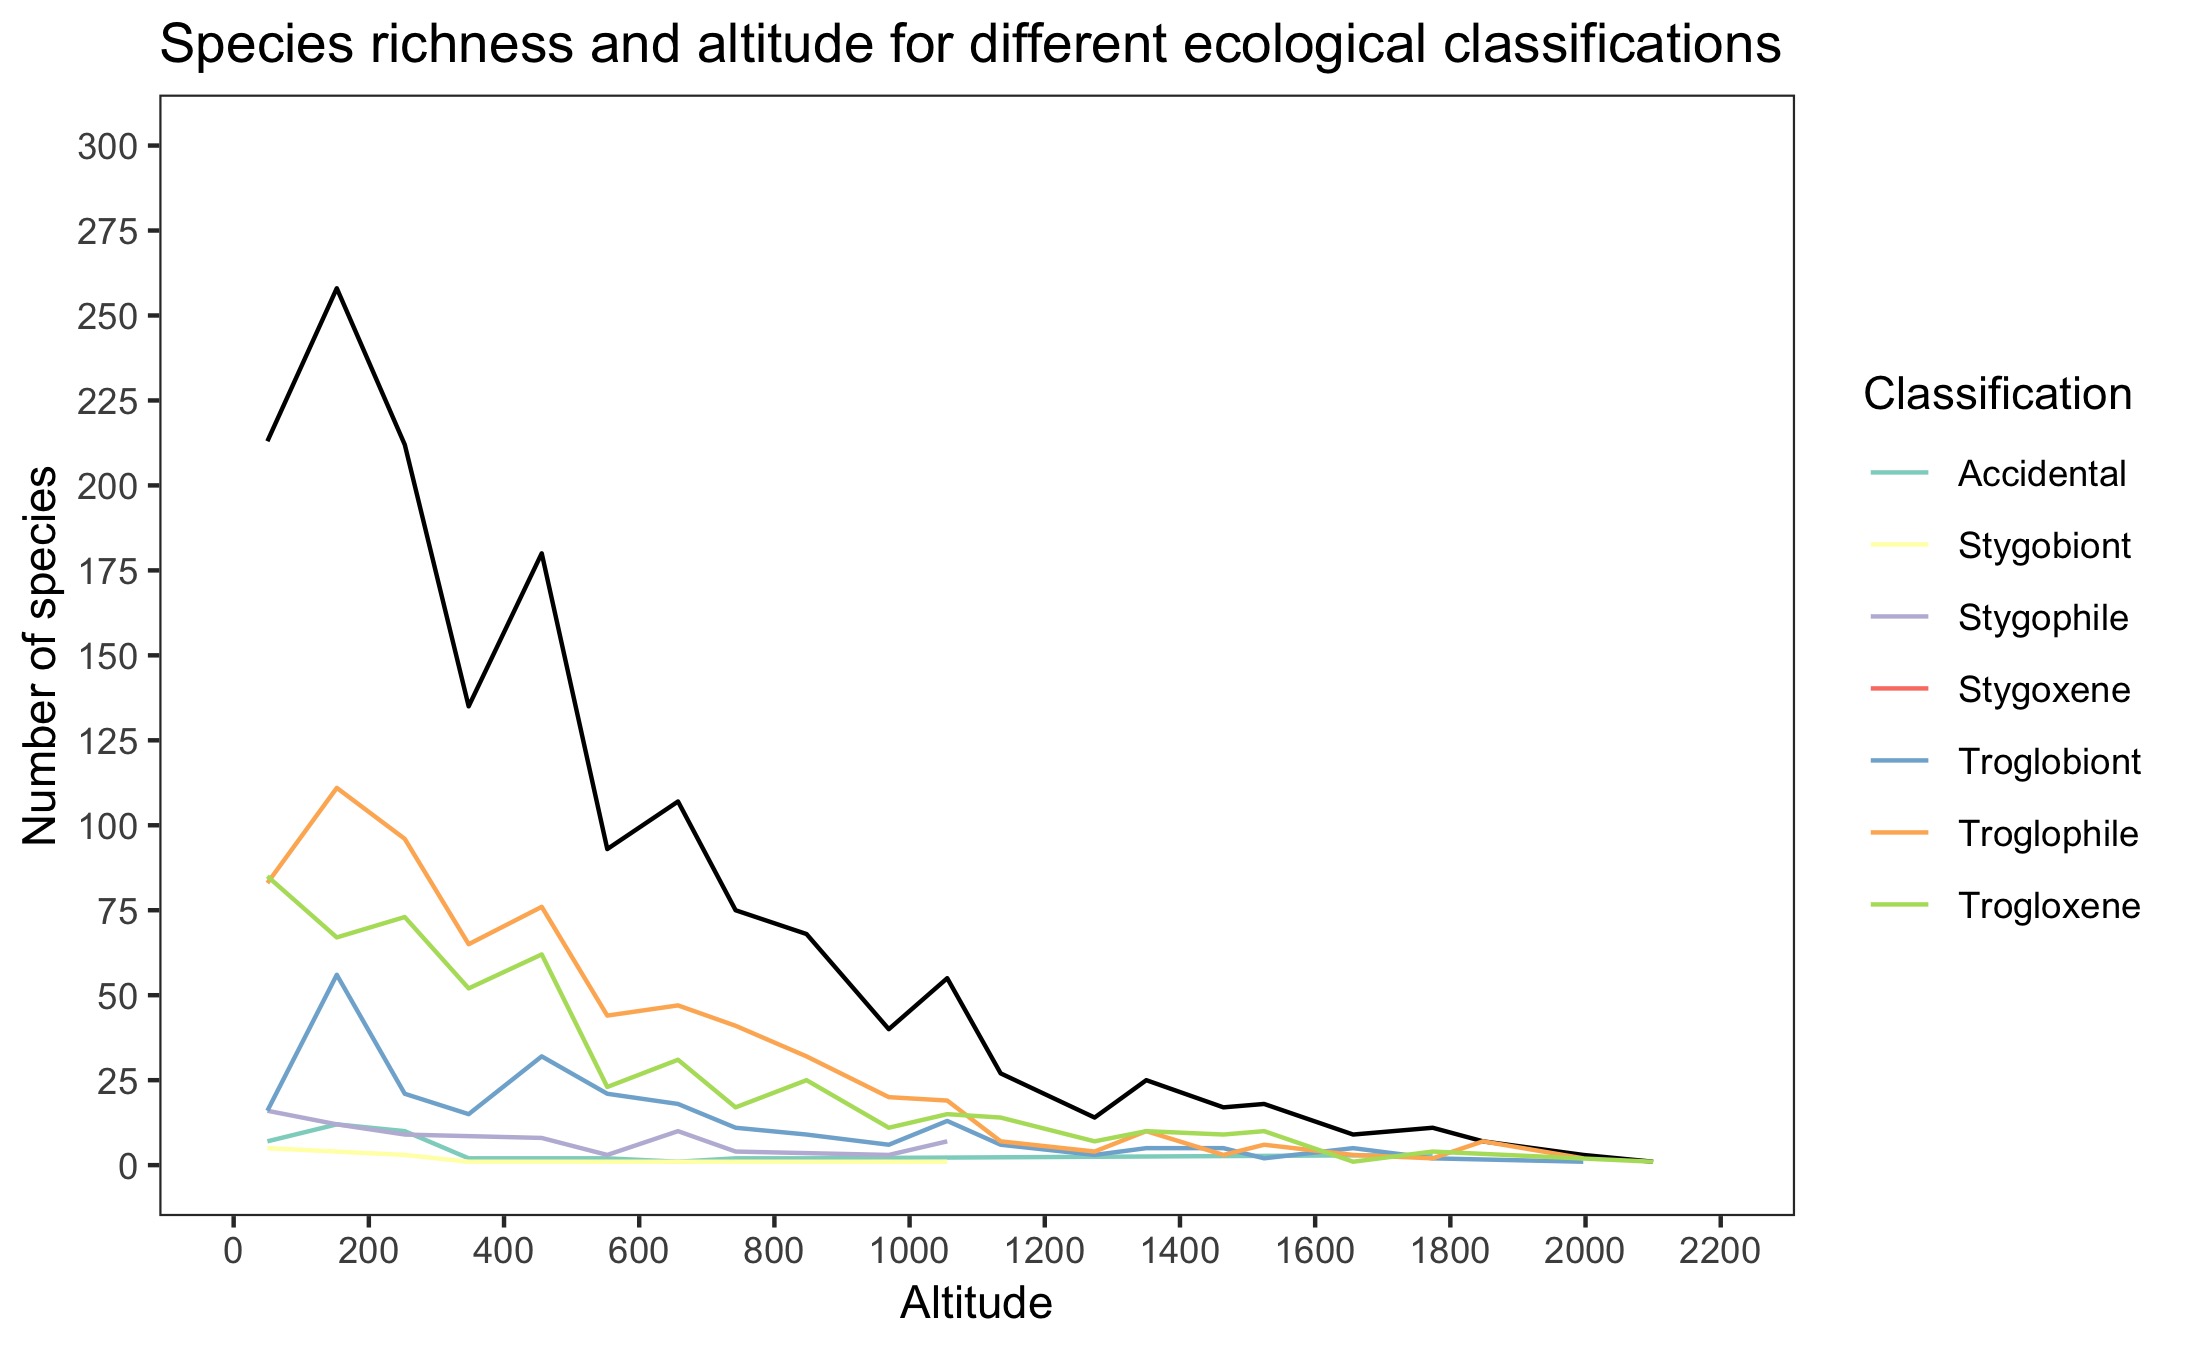 Species richness and altitude for different ecological classifications
300
275
250
225
200
175
150
125
100
75
50
25
0
Number of species
0 200 400 600 800 1000 1200 1400 1600 1800 2000 2200
Altitude
Classification
Accidental
Stygobiont
Stygophile
Stygoxene
Troglobiont
Troglophile
Trogloxene